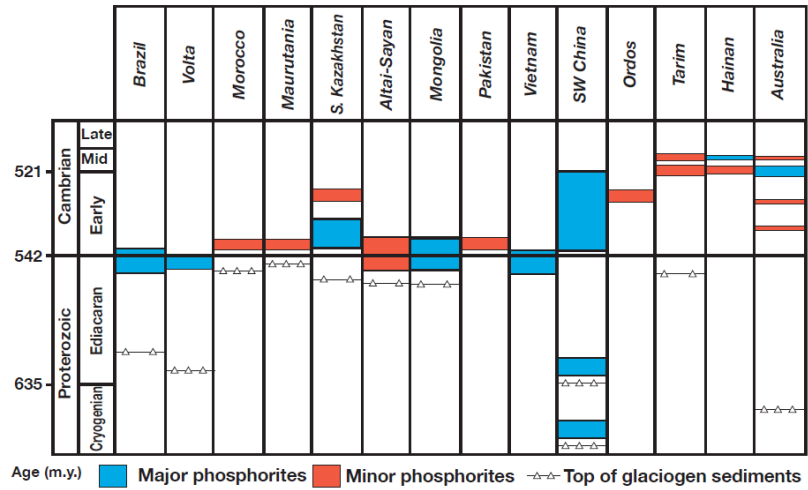 Brazil
Volta
Morocco
Maurutania
S. Kazakhstan
Altai-Sayan
Mongolia
Pakistan
Vietnam
SW China
Ordos
Tarim
Hainan
Australia
Cambrian
Late
Mid
521
Early
542
Proterozoic
Ediacaran
635
Cryogenian
Age (m.y.)
Major phosphorites
Minor phosphorites
Top of glaciogen sediments